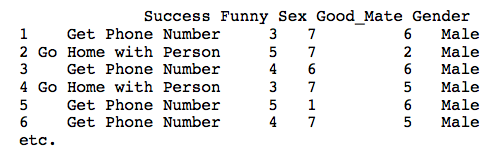 Success Funny Sex Good_Mate Gender
1 Get Phone Number 3 7 6 Male
2 Go Home with Person 5 7 2 Male
3 Get Phone Number 4 6 6 Male
4 Go Home with Person 3 7 5 Male
5 Get Phone Number 5 1 6 Male
6 Get Phone Number 4 7 5 Male
etc.